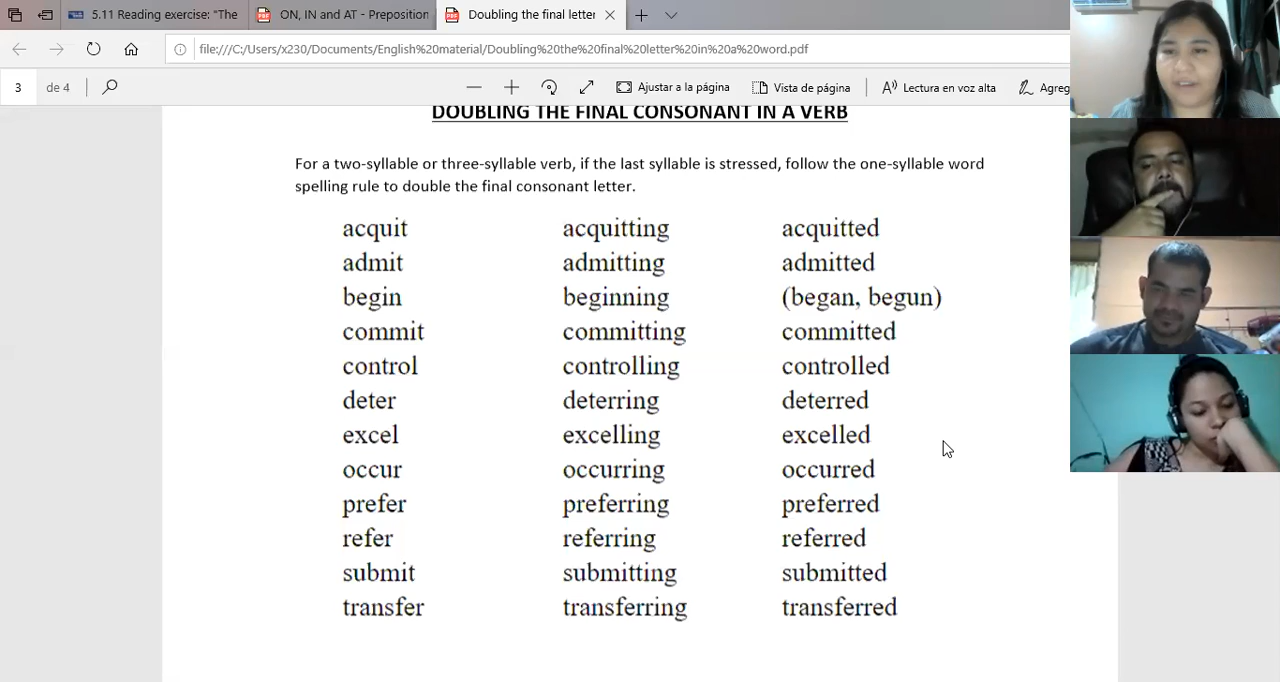 5.11 Reading exercise: "The
ON, IN and AT - Preposition
Doubling the final letter
file:///C:/Users/x230/Documents/English%20material/Doubling%20the%20final%20letter%20in%20a%20word.pdf
3 de 4
Ajustar a la página
Vista de página
Lectura en voz alta
Agreg
DOUBLING THE FINAL CONSONANT IN A VERB
For a two-syllable or three-syllable verb, if the last syllable is stressed, follow the one-syllable word
spelling rule to double the final consonant letter.
acquit acquitting acquitted
admit admitting admitted
begin beginning (began, begun)
commit committing committed
control controlling controlled
deter deterring deterred
excel excelling excelled
occur occurring occurred
prefer preferring preferred
refer referring referred
submit submitting submitted
transfer transferring transferred